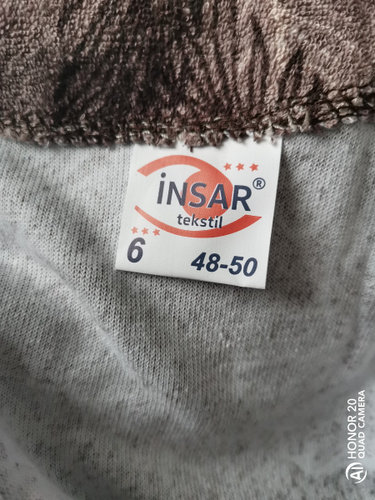 İNSAR®
tekstil
6 48-50
HONOR 20
AI QUAD CAMERA